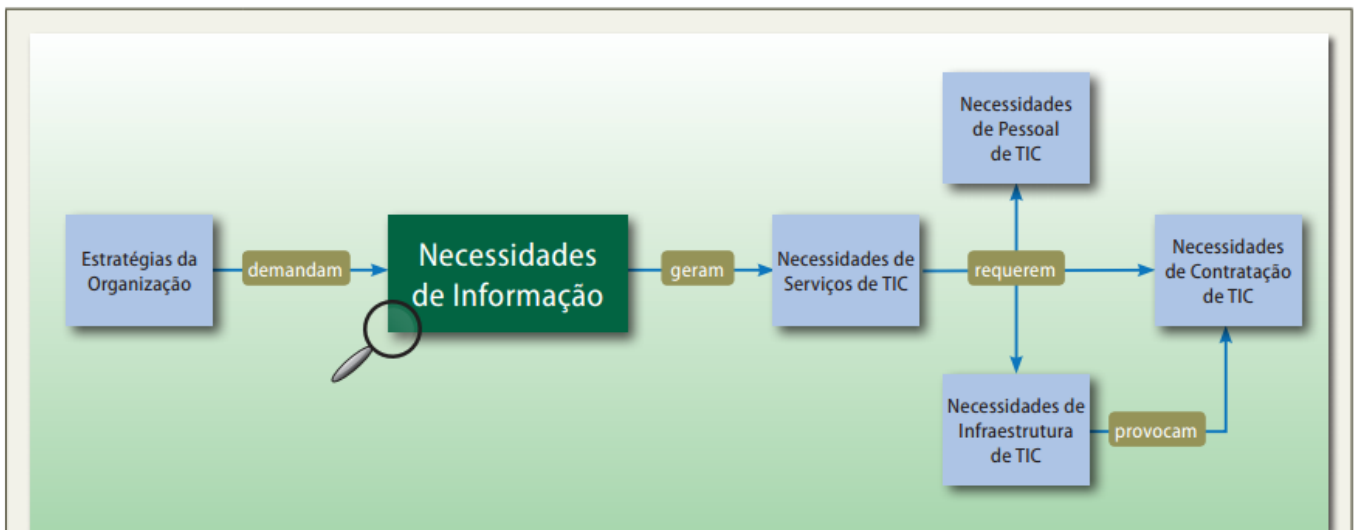 Estratégias da
Organização
demandam
Necessidades
de Informação
geram
Necessidades de
Serviços de TIC
requerem
Necessidades
de Pessoal
de TIC
Necessidades
de Contratação
de TIC
Necessidades de
Infraestrutura
de TIC
provocam